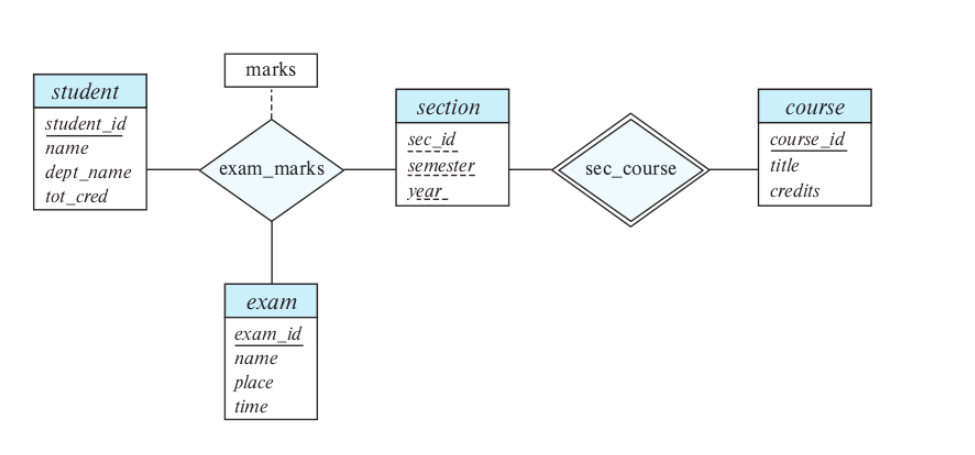 marks
student
student_id
name
dept_name
tot_cred
exam_marks
section
sec_id
semester
year
sec_course
course
course_id
title
credits
exam
exam_id
name
place
time